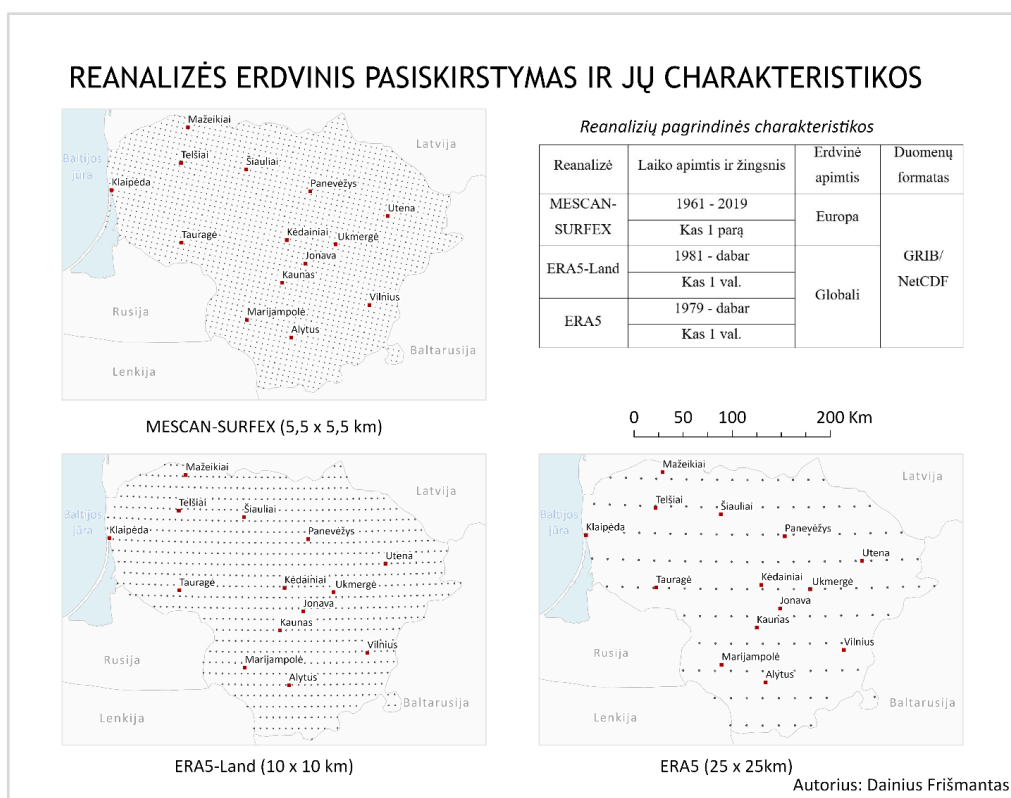 REANALIZĖS ERDVINIS PASISKIRSTYMAS IR JŲ CHARAKTERISTIKOS
Mažeikiai
Latvija
Baltijos
jūra
Telšiai
Šiauliai
Klaipėda
Panevėžys
Utena
Tauragė
Kėdainiai
Ukmergė
Jonava
Kaunas
Vilnius
Rusija
Marijampolė
Alytus
Baltarusija
Lenkija
MESCAN-SURFEX (5,5 x 5,5 km)
Reanalizių pagrindinės charakteristikos
Reanalizė
Laiko apimtis ir žingsnis
Erdvinė
apimtis
Duomenų
formatas
MESCAN-
SURFEX
1961 - 2019
Kas 1 parą
Europa
ERA5-Land
1981 - dabar
Kas 1 val.
Globali
GRIB/
NetCDF
ERA5
1979 - dabar
Kas 1 val.
0 50 100 200 Km
Mažeikiai
Latvija
Baltijos
jūra
Telšiai
Šiauliai
Klaipėda
Panevėžys
Utena
Tauragė
Kėdainiai
Ukmergė
Jonava
Kaunas
Vilnius
Rusija
Marijampolė
Alytus
Baltarusija
Lenkija
ERA5-Land (10 x 10 km)
Mažeikiai
Latvija
Baltijos
jūra
Telšiai
Šiauliai
Klaipėda
Panevėžys
Utena
Tauragė
Kėdainiai
Ukmergė
Jonava
Kaunas
Vilnius
Rusija
Marijampolė
Alytus
Baltarusija
Lenkija
ERA5 (25 x 25km)
Autorius: Dainius Frišmantas